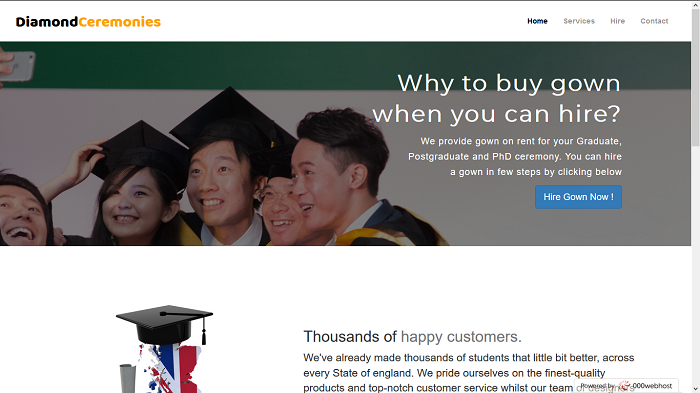 DiamondCeremonies
Home Services Hire Contact
Why to buy gown
when you can hire?
We provide gown on rent for your Graduate,
Postgraduate and PhD ceremony. You can hire
a gown in few steps by clicking below
Hire Gown Now !
Thousands of happy customers.
We've already made thousands of students that little bit better, across
every State of england. We pride ourselves on the finest-quality
products and top-notch customer service whilst our team of designers
Powered by 000webhost